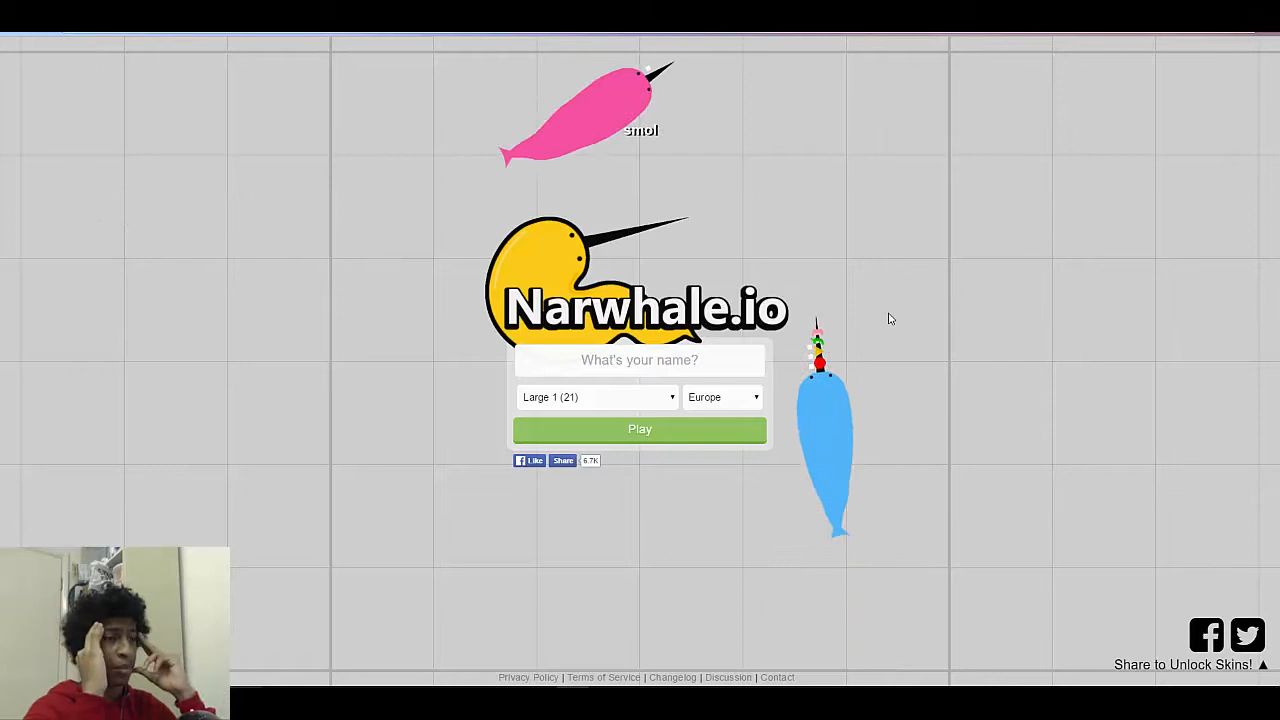 smol
Narwhale.io
What's your name?
Large 1 (21)
Europe
Play
Like
Share
6.7K
Share to Unlock Skins! ▲
Privacy Policy | Terms of Service | Changelog | Discussion | Contact